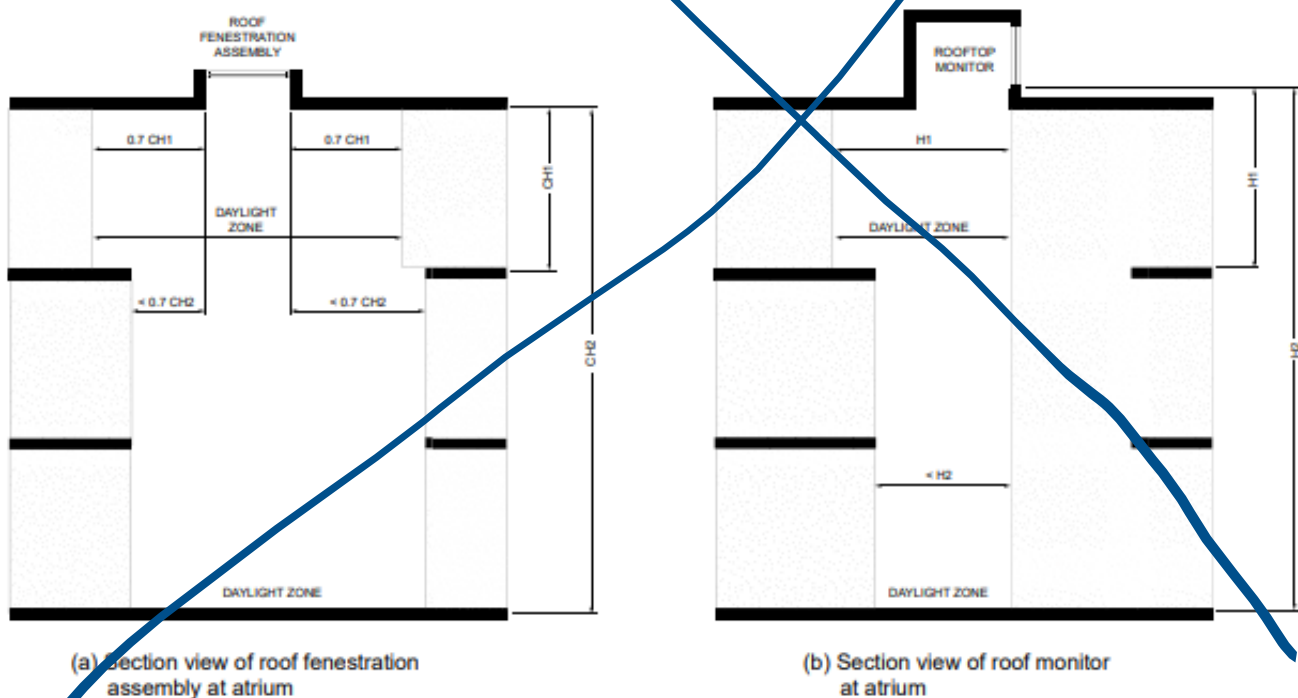 ROOF
FENESTRATION
ASSEMBLY
0.7 CH1
0.7 CH1
CH1
DAYLIGHT
ZONE
< 0.7 CH2
< 0.7 CH2
CH2
DAYLIGHT ZONE
(a) Section view of roof fenestration
assembly at atrium
ROOFTOP
MONITOR
H1
H1
DAYLIGHT ZONE
H2
< H2
DAYLIGHT ZONE
(b) Section view of roof monitor
at atrium